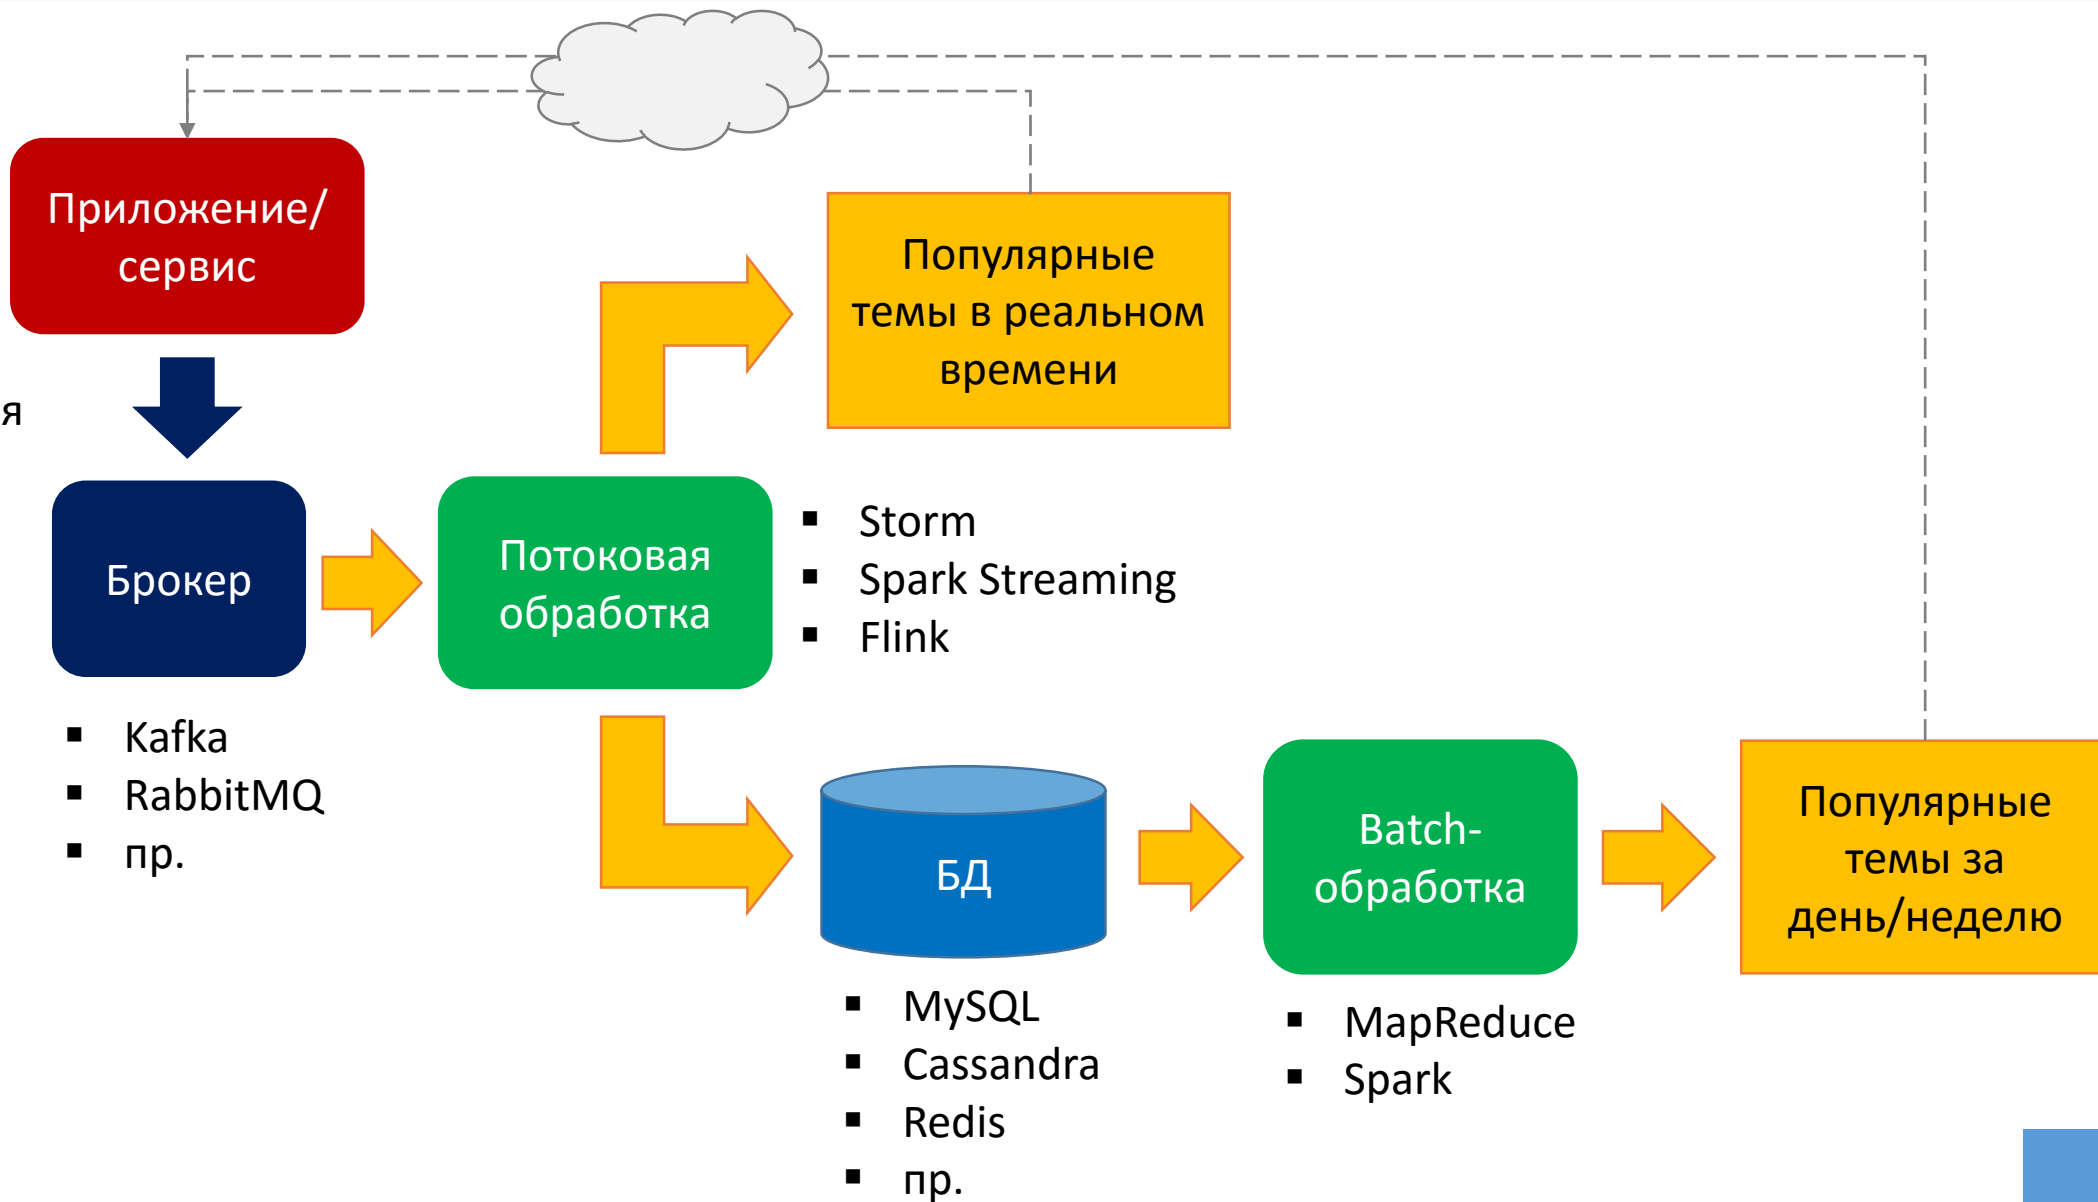 Приложение/
сервис
Популярные
темы в реальном
времени
я
Брокер
Потоковая
обработка
▪ Storm
▪ Spark Streaming
▪ Flink
▪ Kafka
▪ RabbitMQ
▪ пр.
БД
Batch-
обработка
Популярные
темы за
день/неделю
▪ MySQL
▪ Cassandra
▪ Redis
▪ пр.
▪ MapReduce
▪ Spark